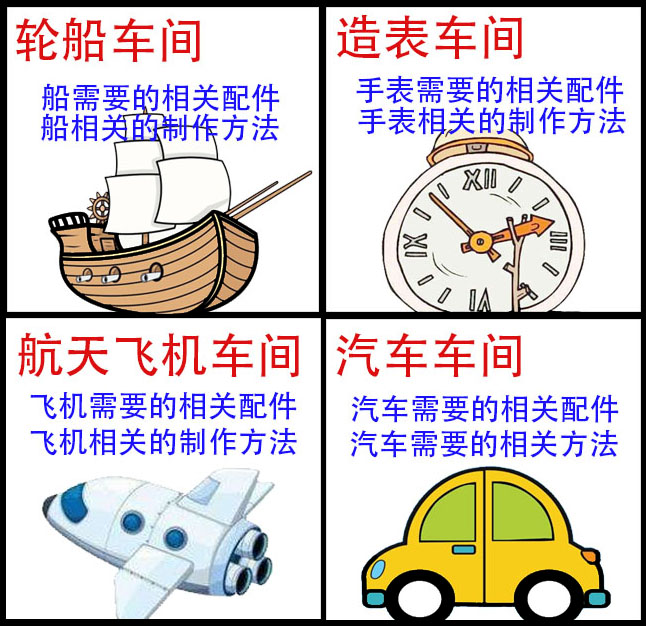 轮船车间
船需要的相关配件
船相关的制作方法
造表车间
手表需要的相关配件
手表相关的制作方法
XII
III
VI
IX
航天飞机车间
飞机需要的相关配件
飞机相关的制作方法
汽车车间
汽车需要的相关配件
汽车需要的相关方法